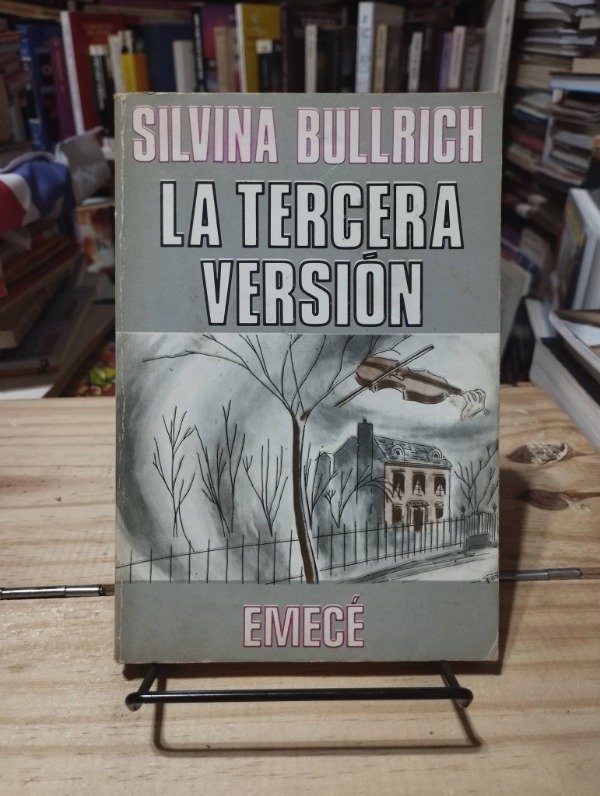 SILVINA BULLRICH
LA TERCERA
VERSIÓN
EMECÉ